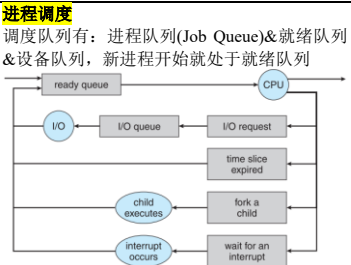 进程调度
调度队列有：进程队列(Job Queue)&就绪队列
&设备队列，新进程开始就处于就绪队列
ready queue
CPU
I/O
I/O queue
I/O request
time slice
expired
child
executes
fork a
child
interrupt
occurs
wait for an
interrupt